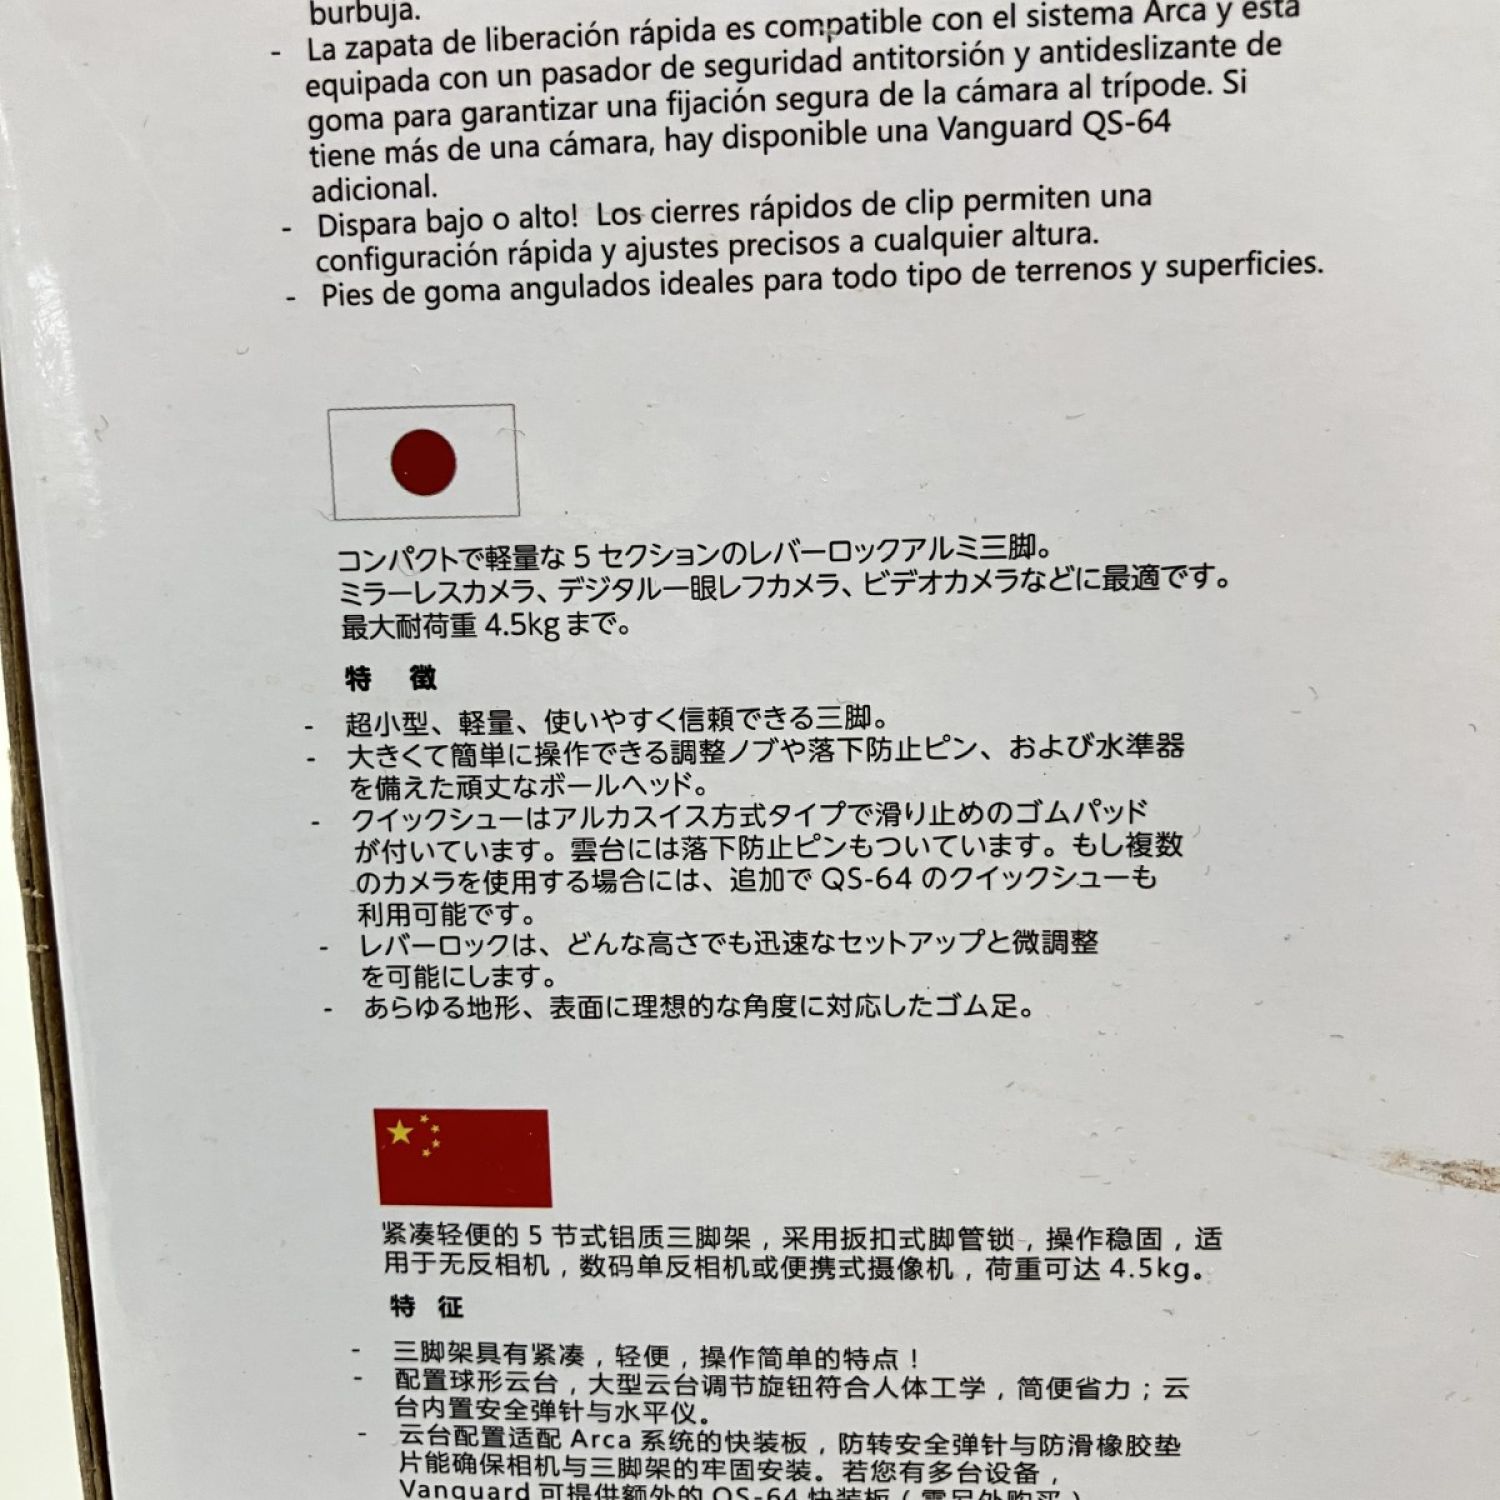 burbuja.
- La zapata de liberación rápida es compatible con el sistema Arca y está
equipada con un pasador de seguridad antitorsión y antideslizante de
goma para garantizar una fijación segura de la cámara al trípode. Si
tiene más de una cámara, hay disponible una Vanguard QS-64
adicional.
- Dispara bajo o alto! Los cierres rápidos de clip permiten una
configuración rápida y ajustes precisos a cualquier altura.
- Pies de goma angulados ideales para todo tipo de terrenos y superficies.
コンパクトで軽量な 5 セクションのレバーロックアルミ三脚。
ミラーレスカメラ、デジタル一眼レフカメラ、ビデオカメラなどに最適です。
最大耐荷重 4.5kg まで。
特 徴
- 超小型、軽量、使いやすく信頼できる三脚。
- 大きくて簡単に操作できる調整ノブや落下防止ピン、および水準器
を備えた頑丈なボールヘッド。
- クイックシューはアルカスイス方式タイプで滑り止めのゴムパッド
が付いています。雲台には落下防止ピンもついています。もし複数
のカメラを使用する場合には、追加で QS-64 のクイックシューも
利用可能です。
- レバーロックは、どんな高さでも迅速なセットアップと微調整
を可能にします。
- あらゆる地形、表面に理想的な角度に対応したゴム足。
紧凑轻便的 5 节式铝质三脚架，采用扳扣式脚管锁，操作稳固，适
用于无反相机，数码单反相机或便携式摄像机，荷重可达 4.5kg。
特 征
- 三脚架具有紧凑，轻便，操作简单的特点！
- 配置球形云台，大型云台调节旋钮符合人体工学，简便省力；云
台内置安全弹针与水平仪。
- 云台配置适配 Arca 系统的快装板，防转安全弹针与防滑橡胶垫
片能确保相机与三脚架的牢固安装。若您有多台设备，
Vanguard 可提供额外的 QS-64 快装板（需另外购买）